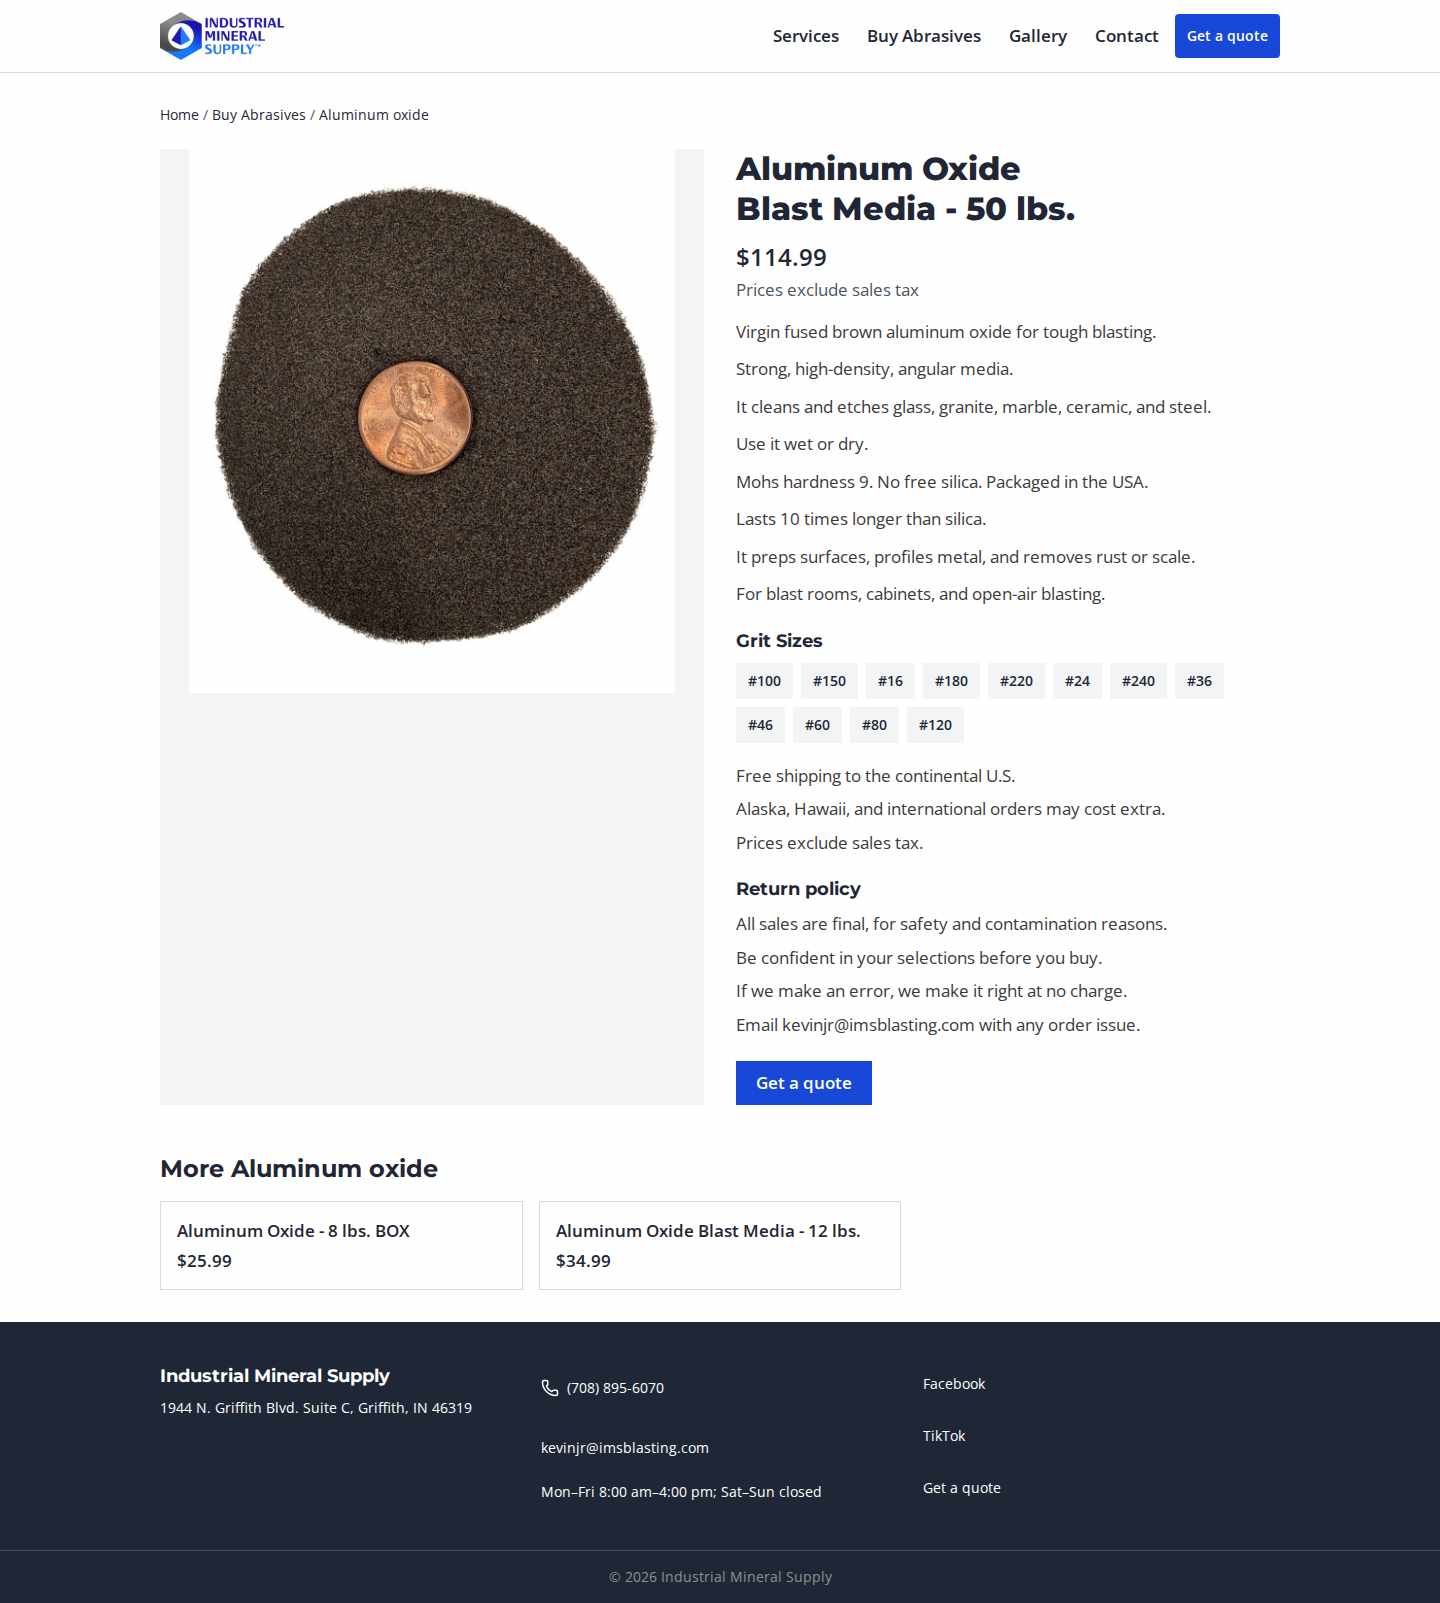 INDUSTRIAL
MINERAL
SUPPLY™
Services
Buy Abrasives
Gallery
Contact
Get a quote
Home / Buy Abrasives / Aluminum oxide
Aluminum Oxide
Blast Media - 50 lbs.
$114.99
Prices exclude sales tax
Virgin fused brown aluminum oxide for tough blasting.
Strong, high-density, angular media.
It cleans and etches glass, granite, marble, ceramic, and steel.
Use it wet or dry.
Mohs hardness 9. No free silica. Packaged in the USA.
Lasts 10 times longer than silica.
It preps surfaces, profiles metal, and removes rust or scale.
For blast rooms, cabinets, and open-air blasting.
Grit Sizes
#100 #150 #16 #180 #220 #24 #240 #36
#46 #60 #80 #120
Free shipping to the continental U.S.
Alaska, Hawaii, and international orders may cost extra.
Prices exclude sales tax.
Return policy
All sales are final, for safety and contamination reasons.
Be confident in your selections before you buy.
If we make an error, we make it right at no charge.
Email kevinjr@imsblasting.com with any order issue.
Get a quote
More Aluminum oxide
Aluminum Oxide - 8 lbs. BOX
$25.99
Aluminum Oxide Blast Media - 12 lbs.
$34.99
Industrial Mineral Supply
1944 N. Griffith Blvd. Suite C, Griffith, IN 46319
(708) 895-6070
kevinjr@imsblasting.com
Mon–Fri 8:00 am–4:00 pm; Sat–Sun closed
Facebook
TikTok
Get a quote
© 2026 Industrial Mineral Supply